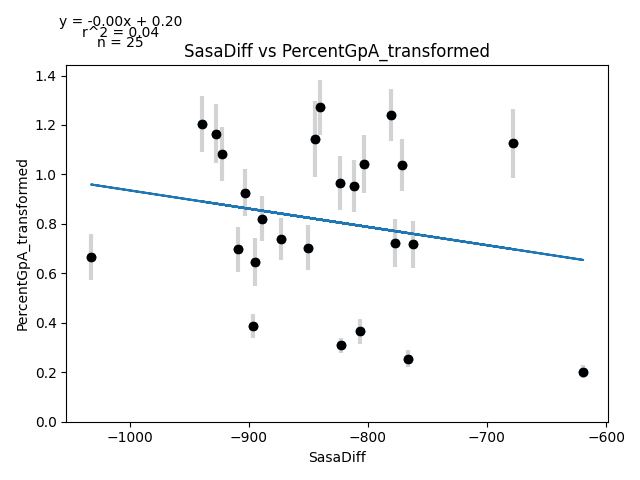 y = -0.00x + 0.20
r^2 = 0.04
n = 25
SasaDiff vs PercentGpA_transformed
1.4
1.2
1.0
0.8
0.6
0.4
0.2
0.0
PercentGpA_transformed
−1000
−900
−800
−700
−600
SasaDiff